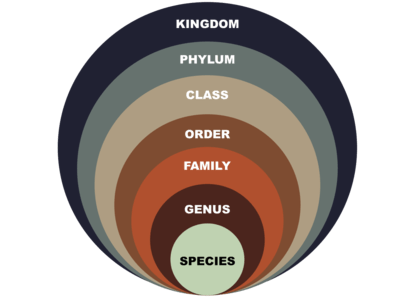 KINGDOM
PHYLUM
CLASS
ORDER
FAMILY
GENUS
SPECIES